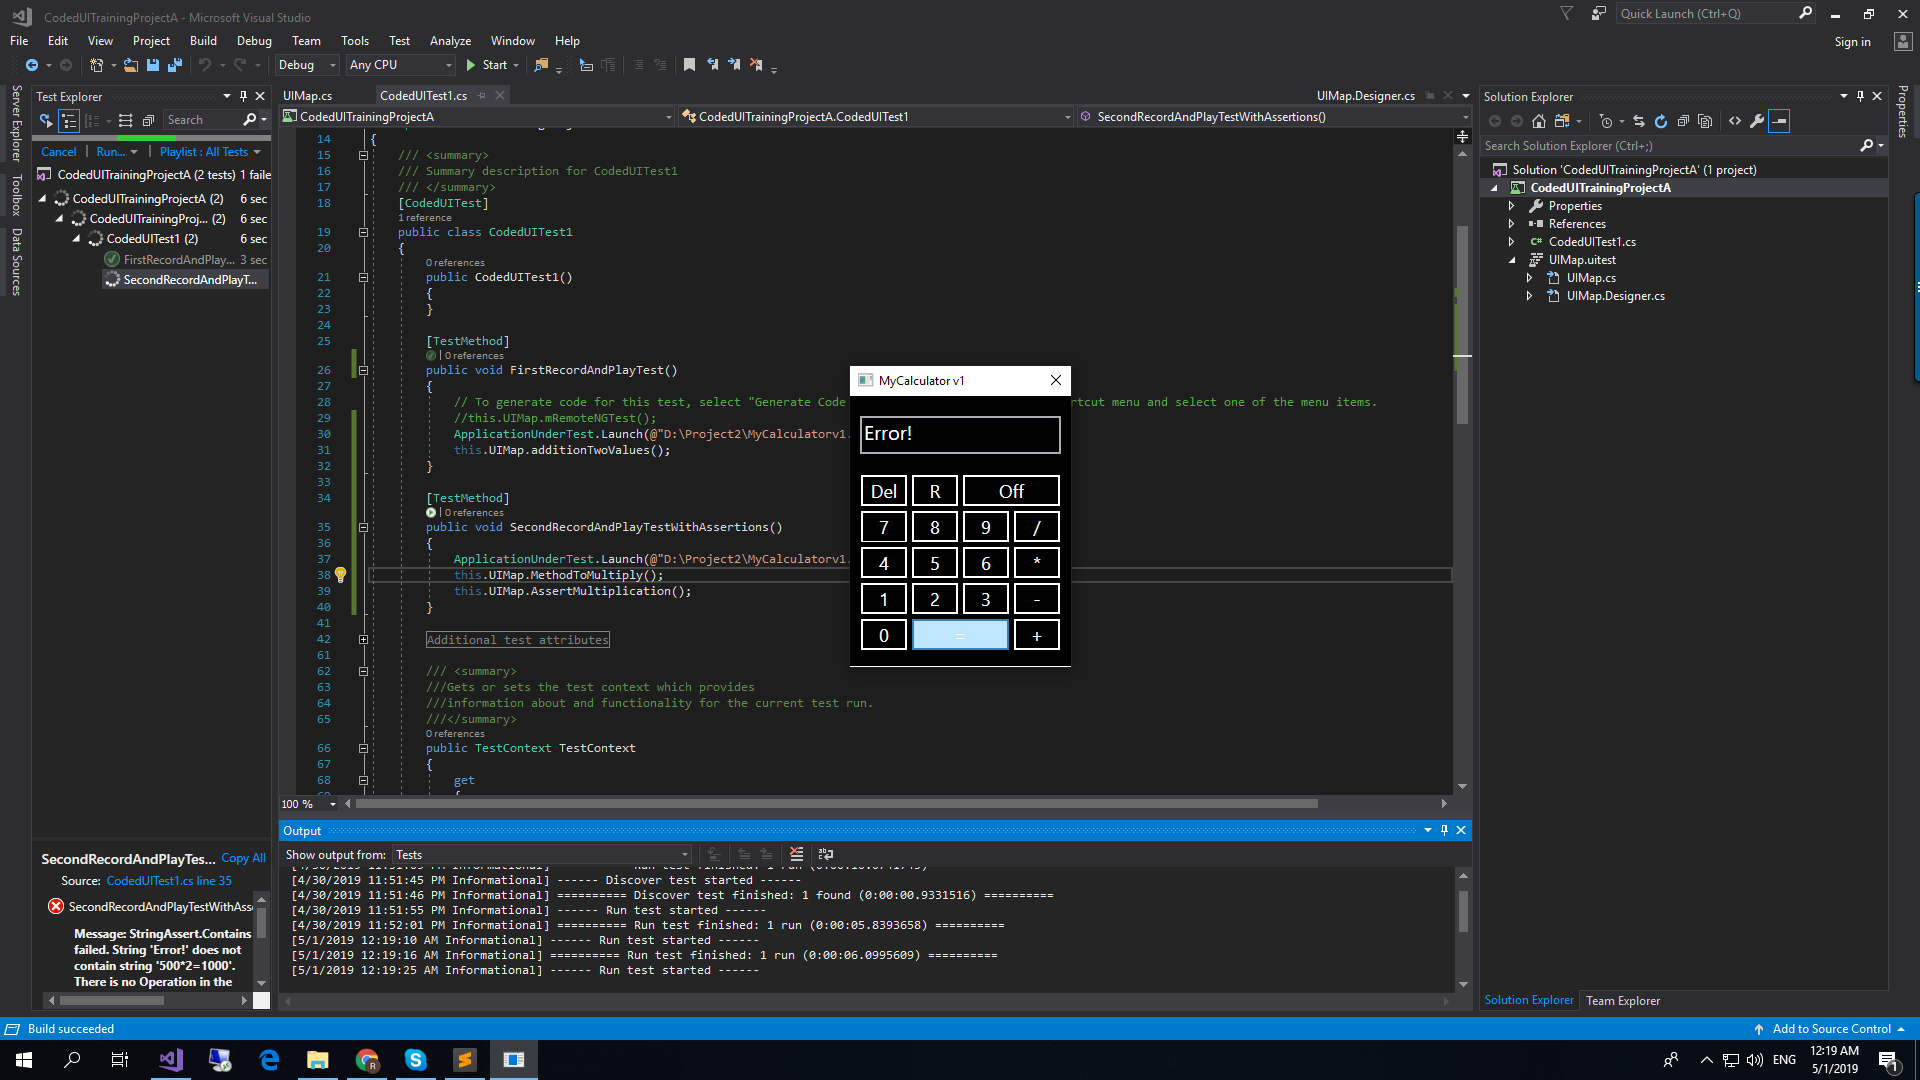 CodedUITrainingProjectA - Microsoft Visual Studio
Quick Launch (Ctrl+Q)
File Edit View Project Build Debug Team Tools Test Analyze Window Help
Sign in
Debug Any CPU Start
Server Explorer
Toolbox
Data Sources
Test Explorer
Search
Cancel Run... Playlist : All Tests
CodedUITrainingProjectA (2 tests) 1 faile
CodedUITrainingProjectA (2) 6 sec
CodedUITrainingProj... (2) 6 sec
CodedUITest1 (2) 6 sec
FirstRecordAndPlay... 3 sec
SecondRecordAndPlayT...
SecondRecordAndPlayTes... Copy All
Source: CodedUITest1.cs line 35
SecondRecordAndPlayTestWithAsse
Message: StringAssert.Contains
failed. String 'Error!' does not
contain string '500*2=1000'.
There is no Operation in the
UIMap.cs CodedUITest1.cs UIMap.Designer.cs
CodedUITrainingProjectA CodedUITrainingProjectA.CodedUITest1 SecondRecordAndPlayTestWithAssertions()
14 {
15 /// <summary>
16 /// Summary description for CodedUITest1
17 /// </summary>
18 [CodedUITest]
1 reference
19 public class CodedUITest1
20 {
0 references
21 public CodedUITest1()
22 {
23 }
24
25 [TestMethod]
| 0 references
26 public void FirstRecordAndPlayTest()
27 {
28 // To generate code for this test, select "Generate Code rtcut menu and select one of the menu items.
29 //this.UIMap.mRemoteNGTest();
30 ApplicationUnderTest.Launch(@"D:\Project2\MyCalculatorv1.
31 this.UIMap.additionTwoValues();
32 }
33
34 [TestMethod]
| 0 references
35 public void SecondRecordAndPlayTestWithAssertions()
36 {
37 ApplicationUnderTest.Launch(@"D:\Project2\MyCalculatorv1.
38 this.UIMap.MethodToMultiply();
39 this.UIMap.AssertMultiplication();
40 }
41
42 Additional test attributes
61
62 /// <summary>
63 ///Gets or sets the test context which provides
64 ///information about and functionality for the current test run.
65 ///</summary>
0 references
66 public TestContext TestContext
67 {
68 get
69 {
100 %
MyCalculator v1
Error!
Del R Off
7 8 9 /
4 5 6 *
1 2 3 -
0 = +
Output
Show output from: Tests
[4/30/2019 11:51:45 PM Informational] ------ Discover test started ------
[4/30/2019 11:51:46 PM Informational] ========== Discover test finished: 1 found (0:00:00.9331516) ==========
[4/30/2019 11:51:55 PM Informational] ------ Run test started ------
[4/30/2019 11:52:01 PM Informational] ========== Run test finished: 1 run (0:00:05.8393658) ==========
[5/1/2019 12:19:10 AM Informational] ------ Run test started ------
[5/1/2019 12:19:16 AM Informational] ========== Run test finished: 1 run (0:00:06.0995609) ==========
[5/1/2019 12:19:25 AM Informational] ------ Run test started ------
Solution Explorer
Search Solution Explorer (Ctrl+;)
Solution 'CodedUITrainingProjectA' (1 project)
CodedUITrainingProjectA
Properties
References
C# CodedUITest1.cs
UIMap.uitest
UIMap.cs
UIMap.Designer.cs
Solution Explorer Team Explorer
Properties
Build succeeded
Add to Source Control
ENG
12:19 AM
5/1/2019
1